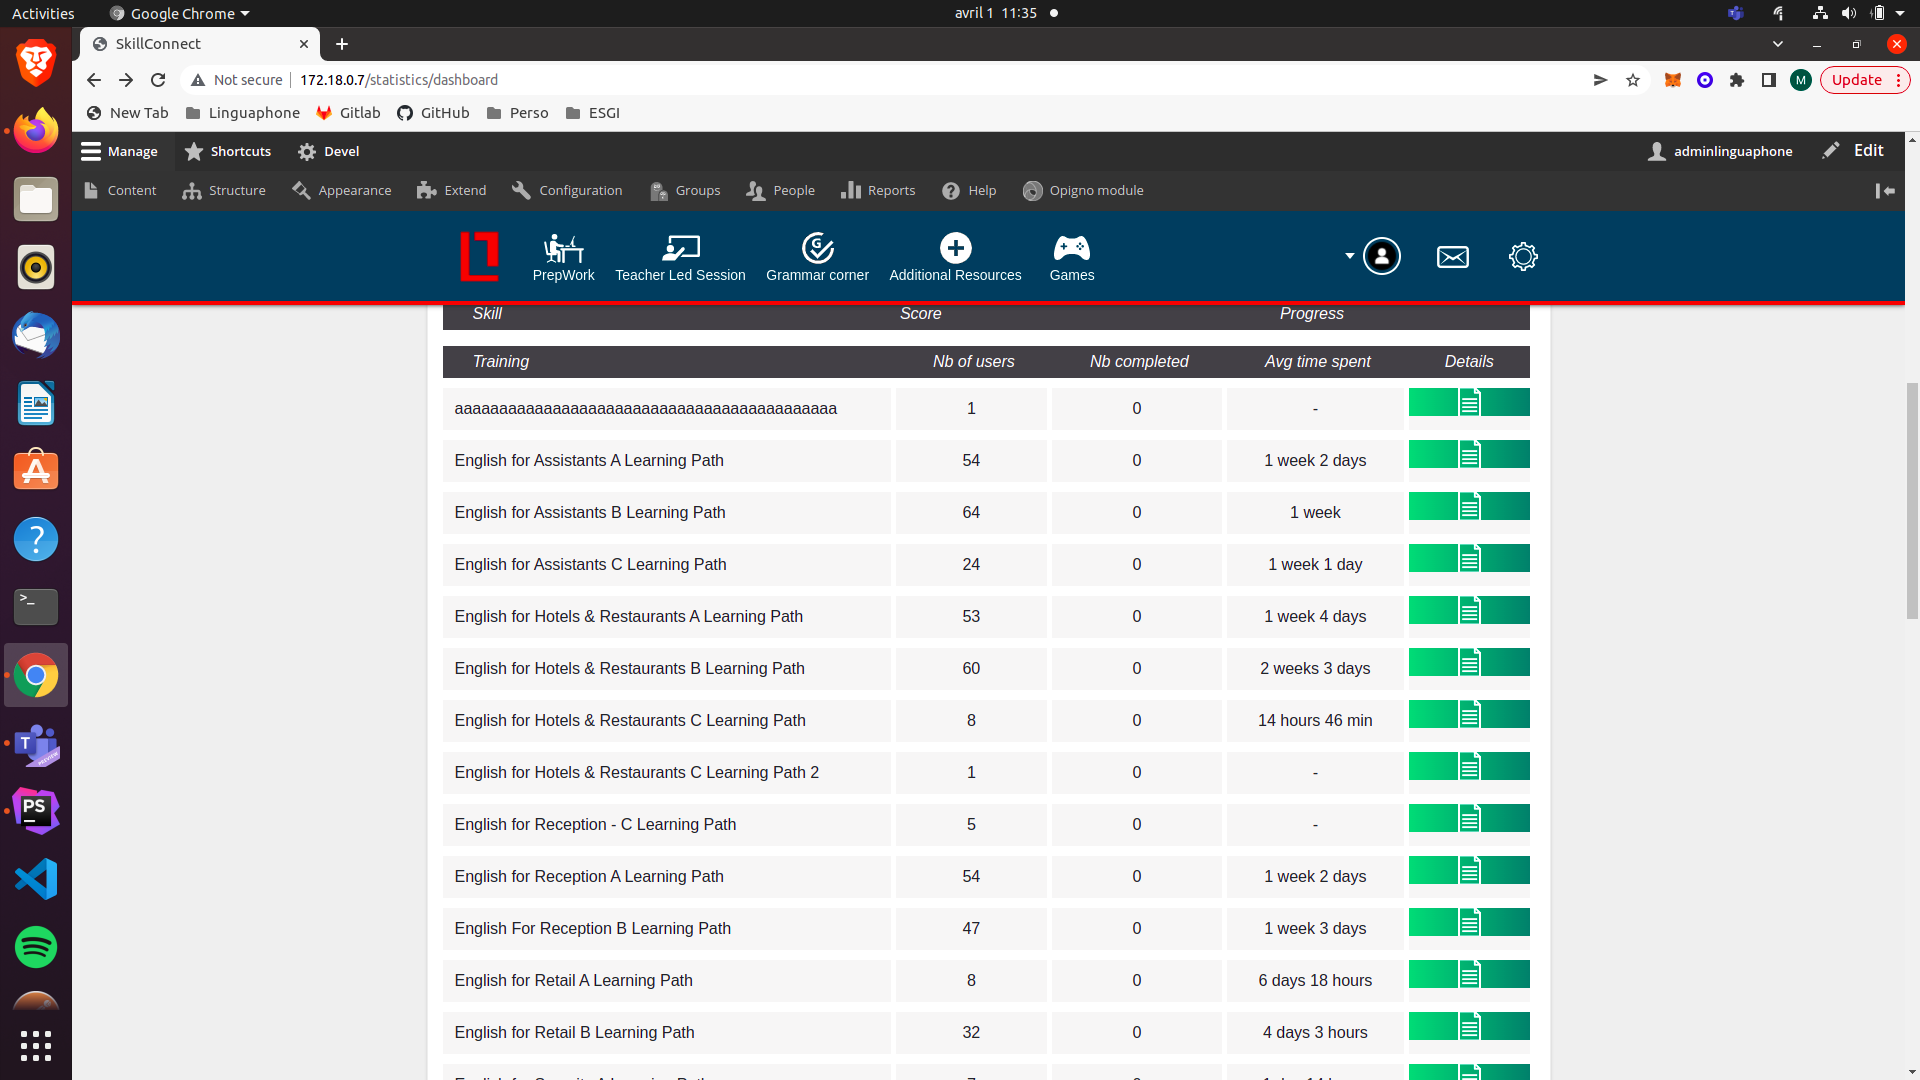 Activities
Google Chrome
avril 1 11:35
SkillConnect
Not secure
172.18.0.7/statistics/dashboard
M
Update
New Tab
Linguaphone
Gitlab
GitHub
Perso
ESGI
Manage
Shortcuts
Devel
adminlinguaphone
Edit
Content
Structure
Appearance
Extend
Configuration
Groups
People
Reports
Help
Opigno module
PrepWork
Teacher Led Session
Grammar corner
Additional Resources
Games
Skill Score Progress
Training Nb of users Nb completed Avg time spent Details
aaaaaaaaaaaaaaaaaaaaaaaaaaaaaaaaaaaaaaaaaaa 1 0 -
English for Assistants A Learning Path 54 0 1 week 2 days
English for Assistants B Learning Path 64 0 1 week
English for Assistants C Learning Path 24 0 1 week 1 day
English for Hotels & Restaurants A Learning Path 53 0 1 week 4 days
English for Hotels & Restaurants B Learning Path 60 0 2 weeks 3 days
English for Hotels & Restaurants C Learning Path 8 0 14 hours 46 min
English for Hotels & Restaurants C Learning Path 2 1 0 -
English for Reception - C Learning Path 5 0 -
English for Reception A Learning Path 54 0 1 week 2 days
English For Reception B Learning Path 47 0 1 week 3 days
English for Retail A Learning Path 8 0 6 days 18 hours
English for Retail B Learning Path 32 0 4 days 3 hours